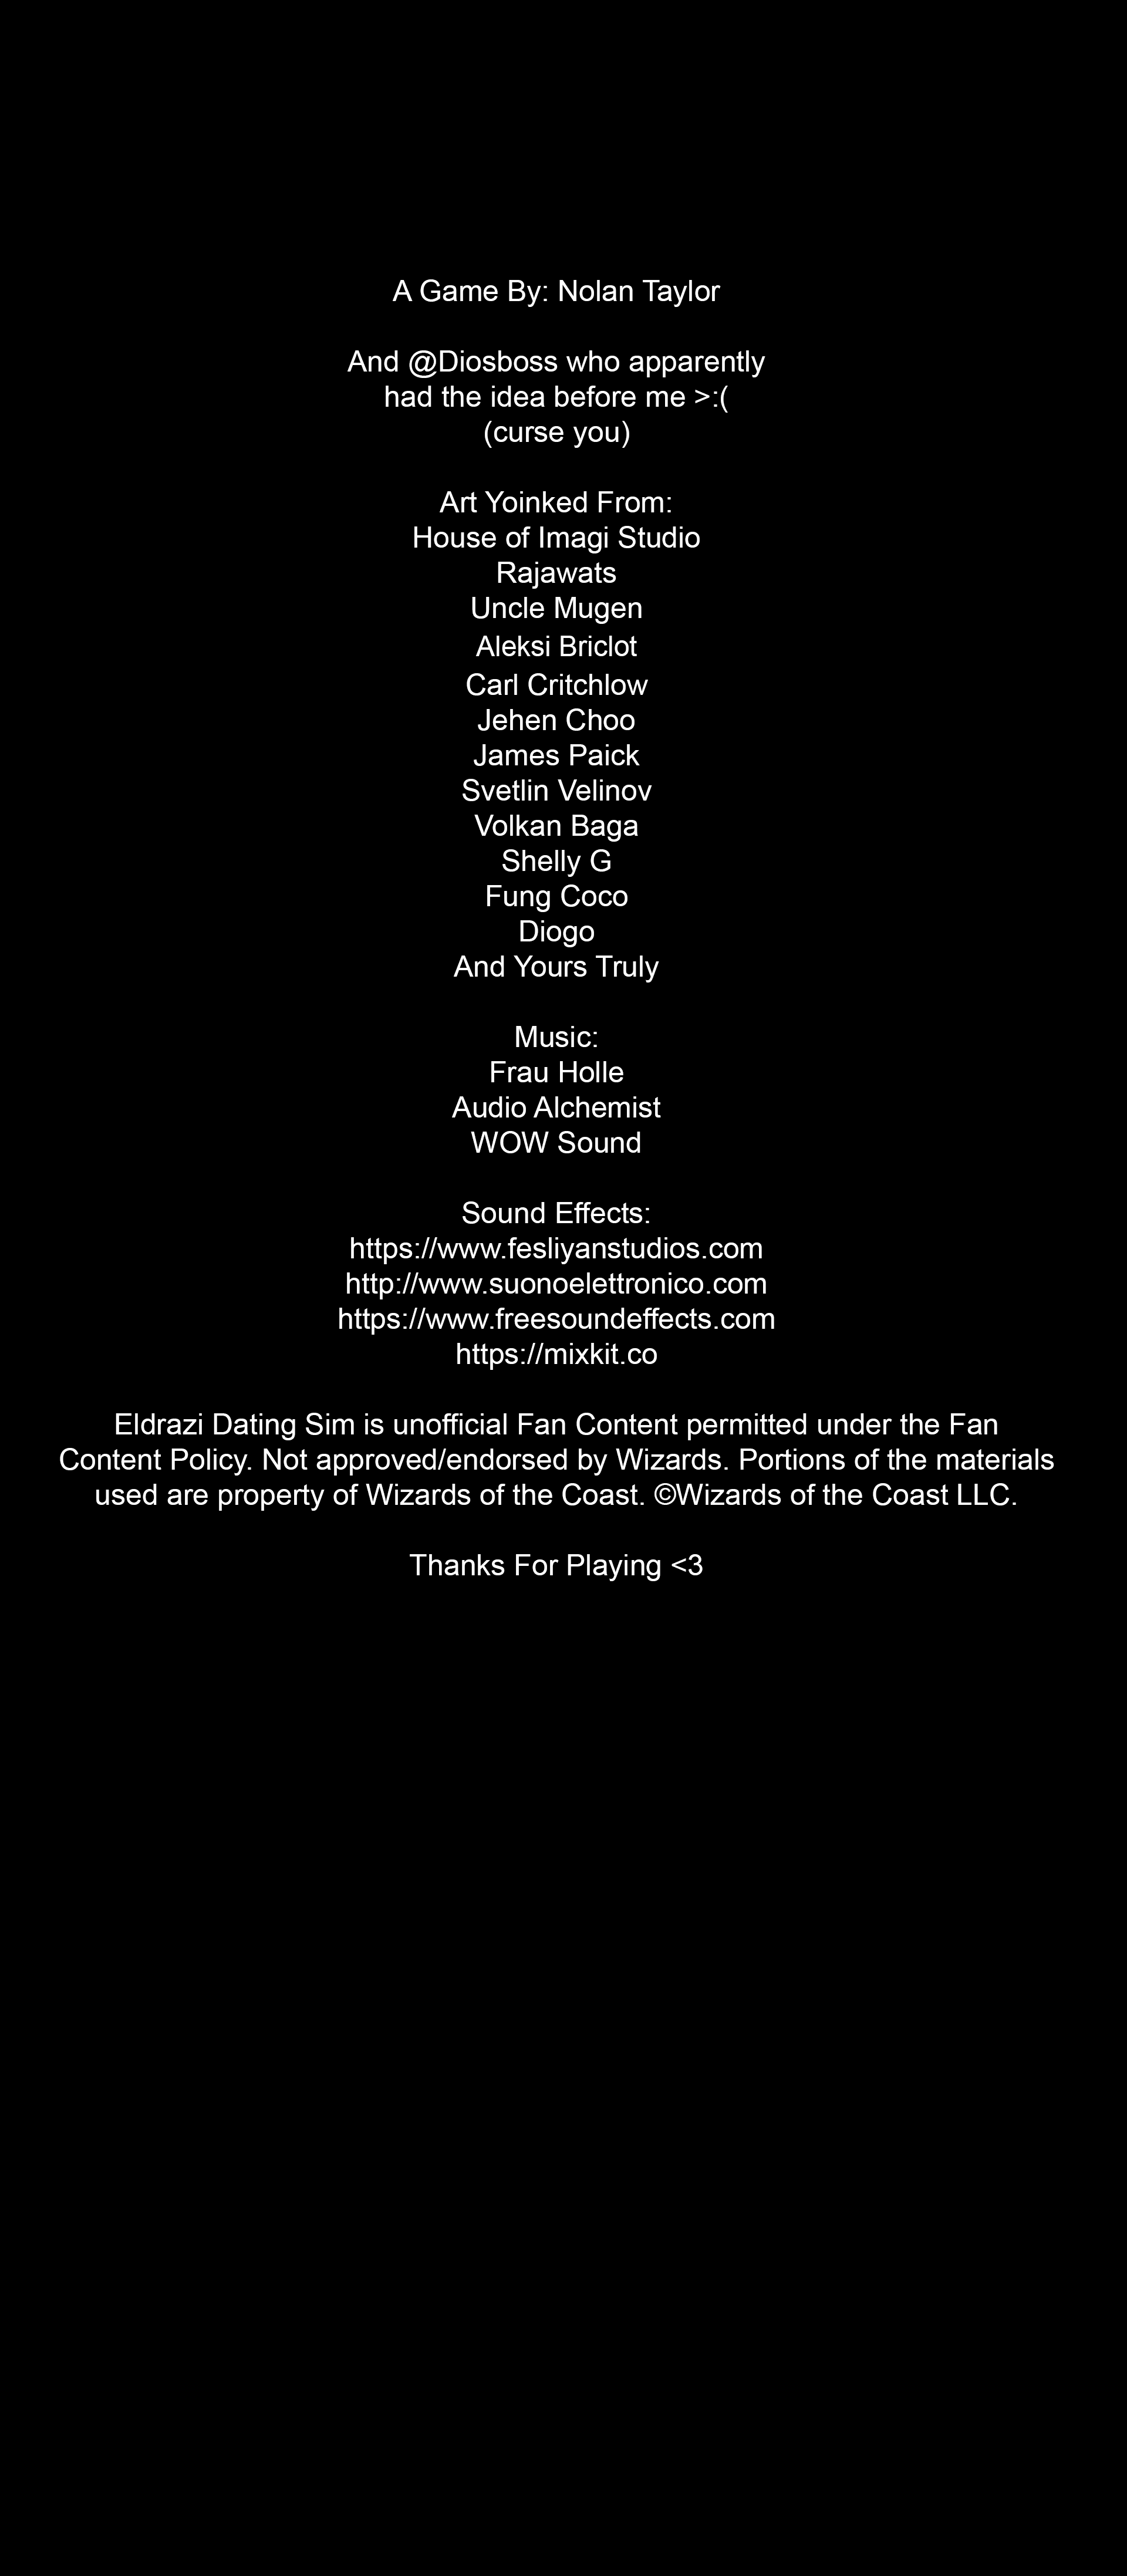 A Game By: Nolan Taylor
And @Diosboss who apparently
had the idea before me >:(
(curse you)
Art Yoinked From:
House of Imagi Studio
Rajawats
Uncle Mugen
Aleksi Briclot
Carl Critchlow
Jehen Choo
James Paick
Svetlin Velinov
Volkan Baga
Shelly G
Fung Coco
Diogo
And Yours Truly
Music:
Frau Holle
Audio Alchemist
WOW Sound
Sound Effects:
https://www.fesliyanstudios.com
http://www.suonoelettronico.com
https://www.freesoundeffects.com
https://mixkit.co
Eldrazi Dating Sim is unofficial Fan Content permitted under the Fan
Content Policy. Not approved/endorsed by Wizards. Portions of the materials
used are property of Wizards of the Coast. ©Wizards of the Coast LLC.
Thanks For Playing <3